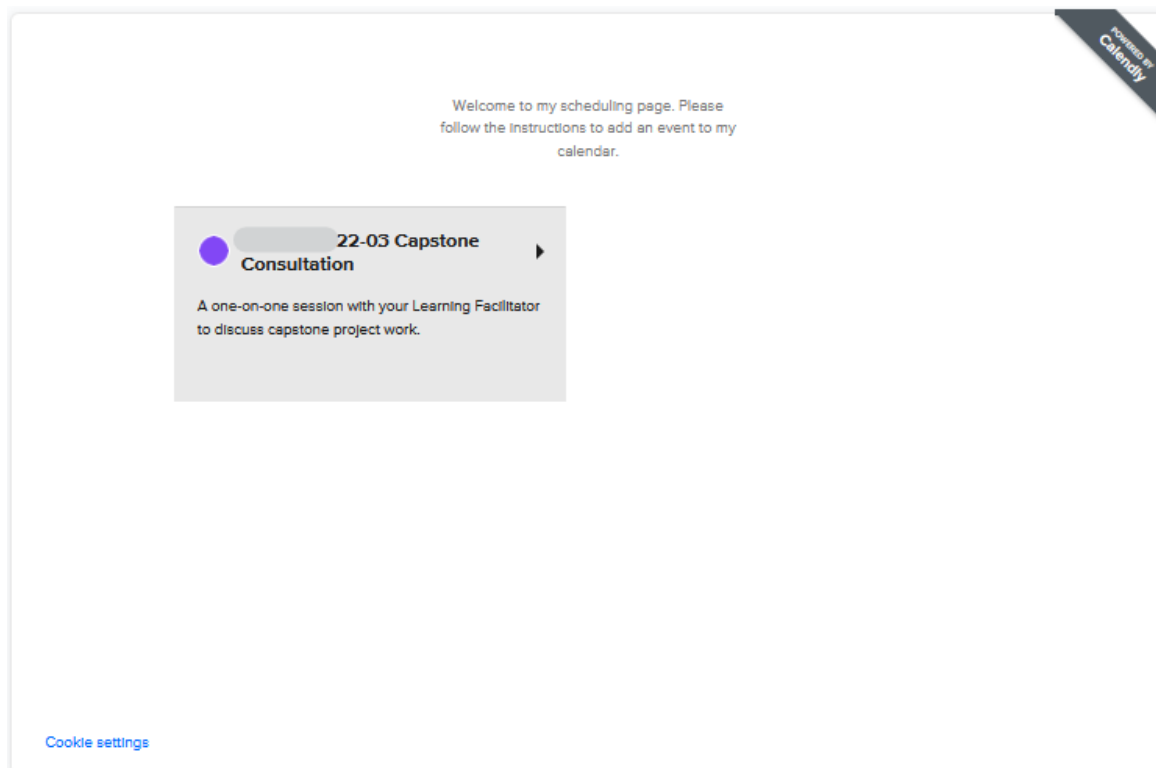 POWERED BY
Calendly
Welcome to my scheduling page. Please
follow the instructions to add an event to my
calendar.
22-03 Capstone
Consultation
A one-on-one session with your Learning Facilitator
to discuss capstone project work.
Cookie settings